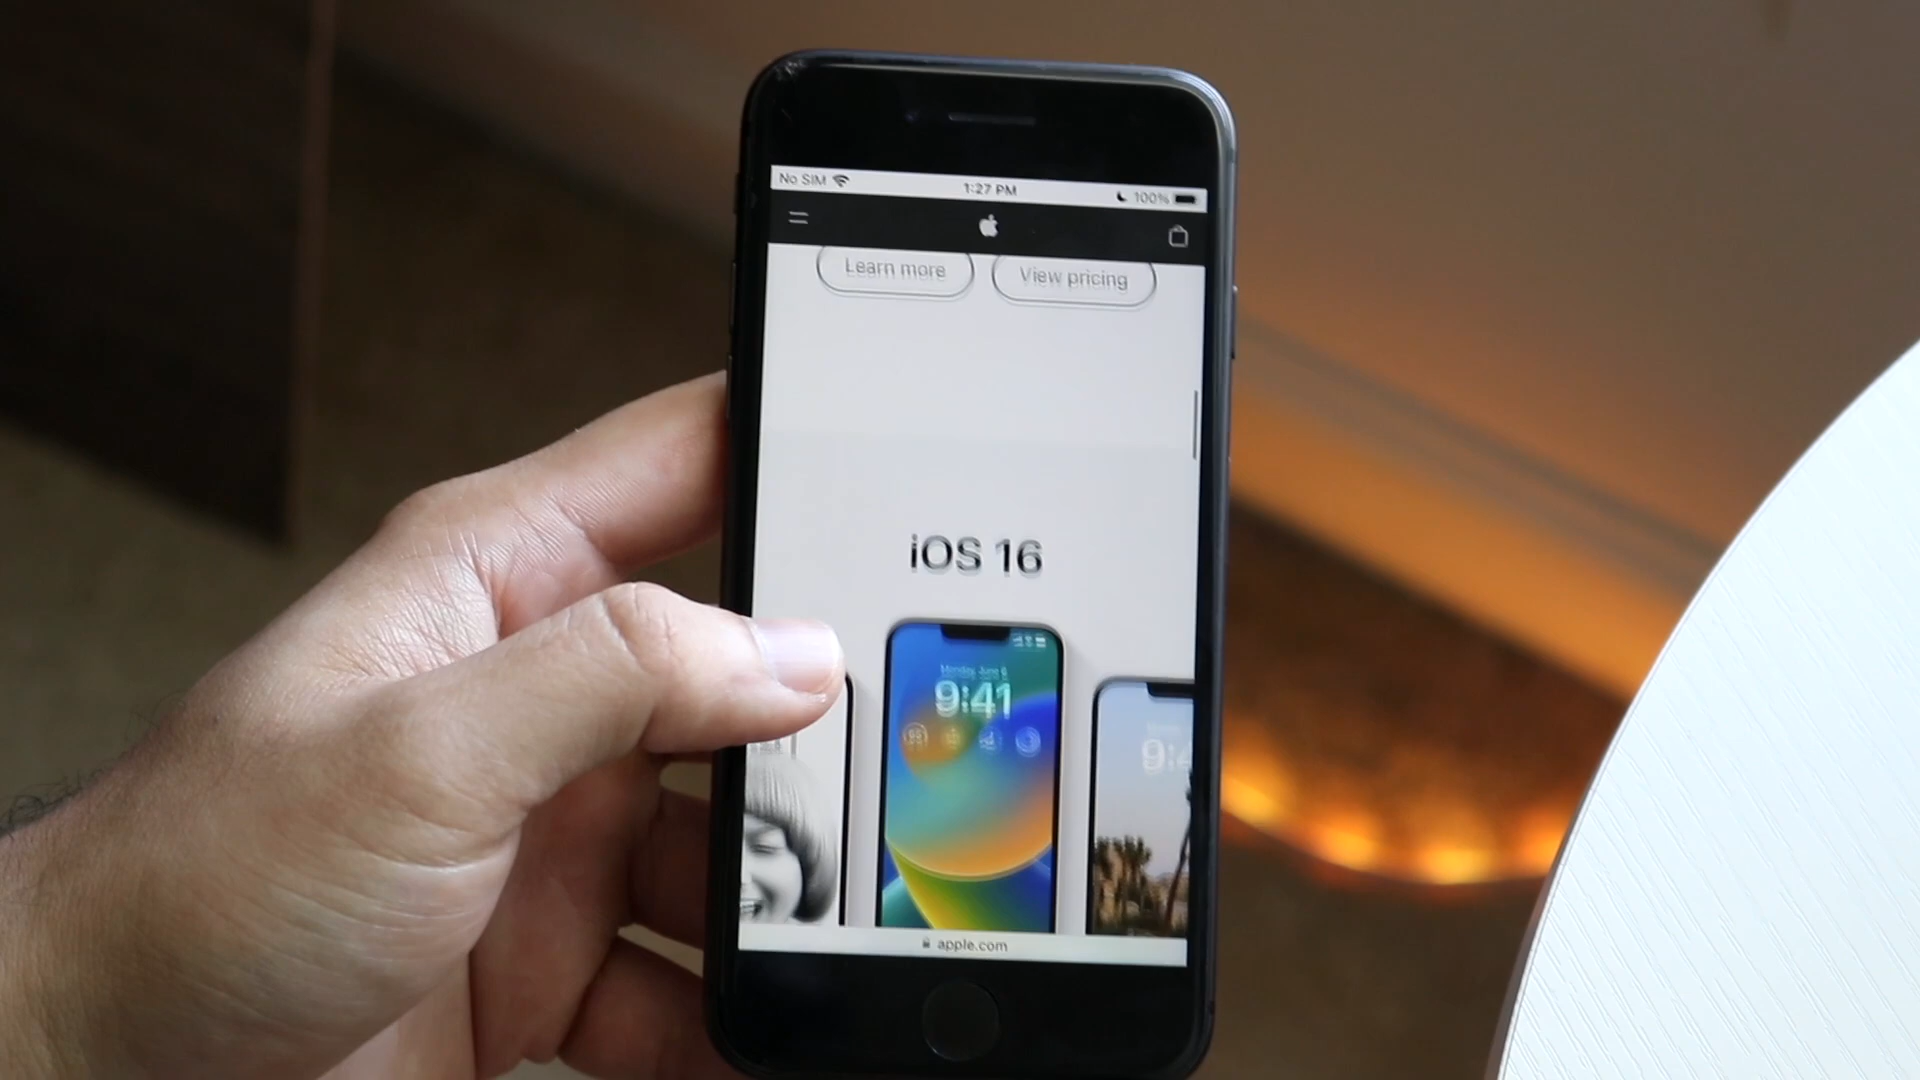 No SIM
1:27 PM
100%
Learn more
View pricing
iOS 16
Monday, June 6
9:41
9:4
apple.com